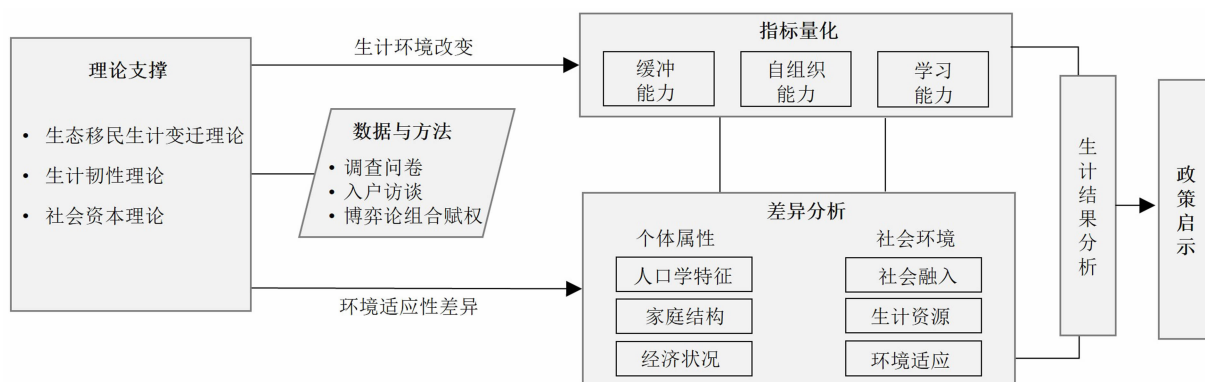 理论支撑
• 生态移民生计变迁理论
• 生计韧性理论
• 社会资本理论
生计环境改变
数据与方法
• 调查问卷
• 入户访谈
• 博弈论组合赋权
环境适应性差异
指标量化
缓冲
能力
自组织
能力
学习
能力
差异分析
个体属性
人口学特征
家庭结构
经济状况
社会环境
社会融入
生计资源
环境适应
生计结果分析
政策启示